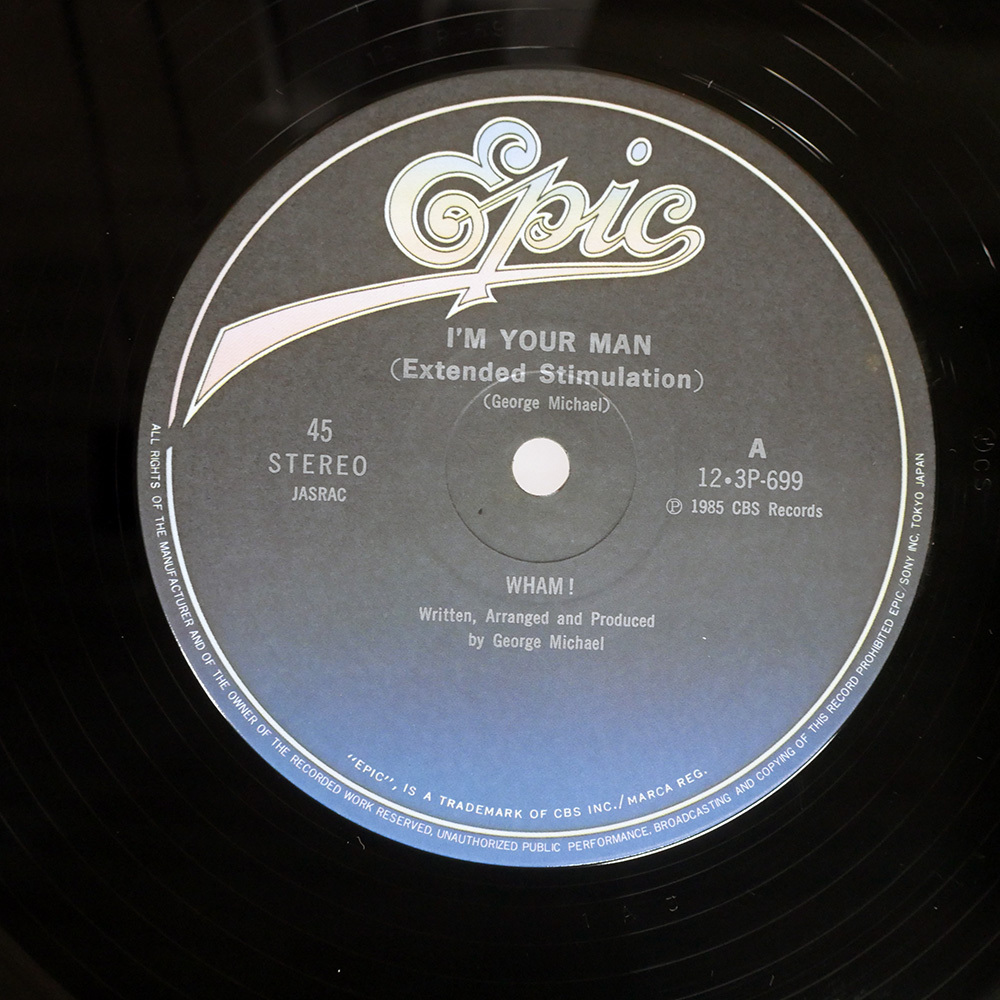 Epic
I'M YOUR MAN
(Extended Stimulation)
(George Michael)
45
STEREO
JASRAC
A
12•3P-699
Ⓟ 1985 CBS Records
WHAM!
Written, Arranged and Produced
by George Michael
"EPIC", IS A TRADEMARK OF CBS INC./MARCA REG.
ALL RIGHTS OF THE MANUFACTURER AND OF THE OWNER OF THE RECORDED WORK RESERVED, UNAUTHORIZED PUBLIC PERFORMANCE, BROADCASTING AND COPYING OF THIS RECORD PROHIBITED EPIC/SONY INC. TOKYO JAPAN